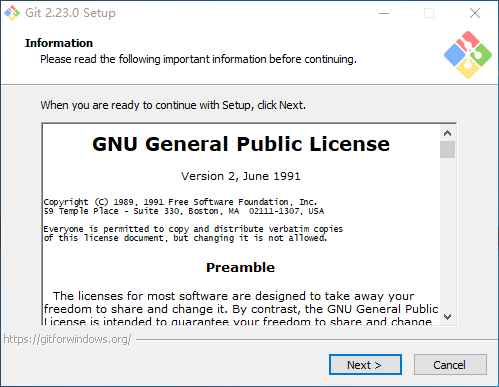 Git 2.23.0 Setup
Information
Please read the following important information before continuing.
When you are ready to continue with Setup, click Next.
GNU General Public License
Version 2, June 1991
Copyright (C) 1989, 1991 Free Software Foundation, Inc.
59 Temple Place - Suite 330, Boston, MA  02111-1307, USA
Everyone is permitted to copy and distribute verbatim copies
of this license document, but changing it is not allowed.
Preamble
The licenses for most software are designed to take away your
freedom to share and change it. By contrast, the GNU General Public
License is intended to guarantee your freedom to share and change
https://gitforwindows.org/
Next >
Cancel